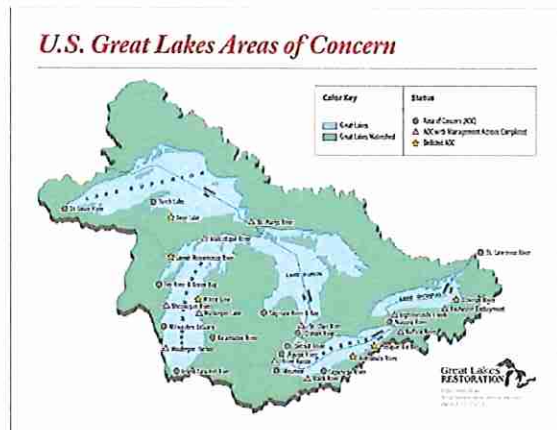 U.S. Great Lakes Areas of Concern
Color Key
Status
Great Lakes
Great Lakes Watershed
Area of Concern (AOC)
AOC with Management Actions Completed
Delisted AOC
St. Louis River
Torch Lake
Deer Lake
St. Marys River
Manistique River
Lower Menominee River
St. Lawrence River
LAKE HURON
Fox River &
White Lake
Sheboygan River
Muskegon Lake
Saginaw River & Bay
LAKE ONTARIO
Oswego River
Rochester Embayment
Eighteenmile Creek
Niagara River
Buffalo River
St. Clair River
Clinton River
Milwaukee Estuary
Kalamazoo River
Detroit River
Rouge River
River Raisin
Presque Isle Bay
Ashtabula River
Waukegan Harbor
Maumee
Cuyahoga River
Black River
Grand Calumet River
Great Lakes
RESTORATION